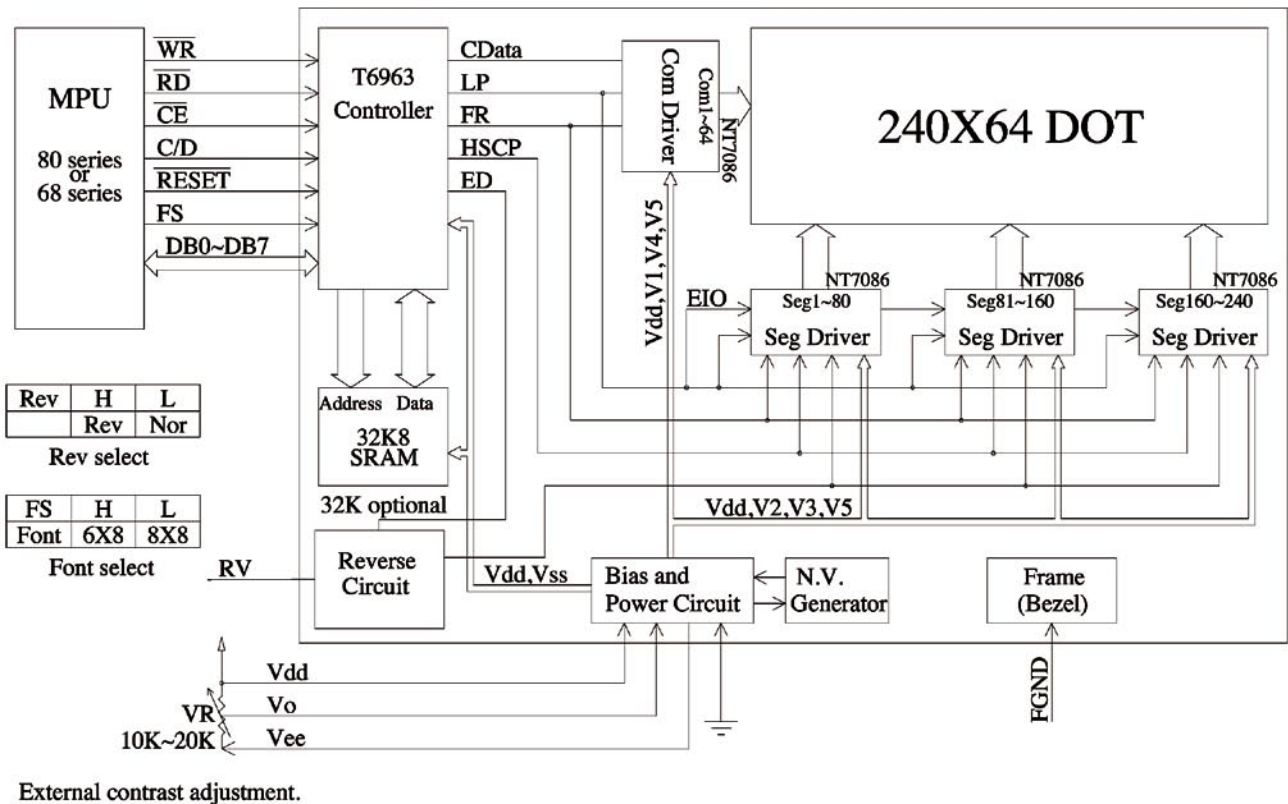 MPU
80 series
or
68 series
WR
RD
CE
C/D
RESET
FS
DB0~DB7
T6963
Controller
CData
LP
FR
HSCP
ED
Com Driver
Com1~64
NT7086
240X64 DOT
Vdd,V1,V4,V5
EIO
NT7086
Seg1~80
Seg Driver
NT7086
Seg81~160
Seg Driver
NT7086
Seg160~240
Seg Driver
Address Data
32K8
SRAM
32K optional
Rev H L
Rev Nor
Rev select
FS H L
Font 6X8 8X8
Font select
RV
Reverse
Circuit
Vdd,Vss
Vdd,V2,V3,V5
Bias and
Power Circuit
N.V.
Generator
Frame
(Bezel)
FGND
Vdd
VR
Vo
10K~20K
Vee
External contrast adjustment.